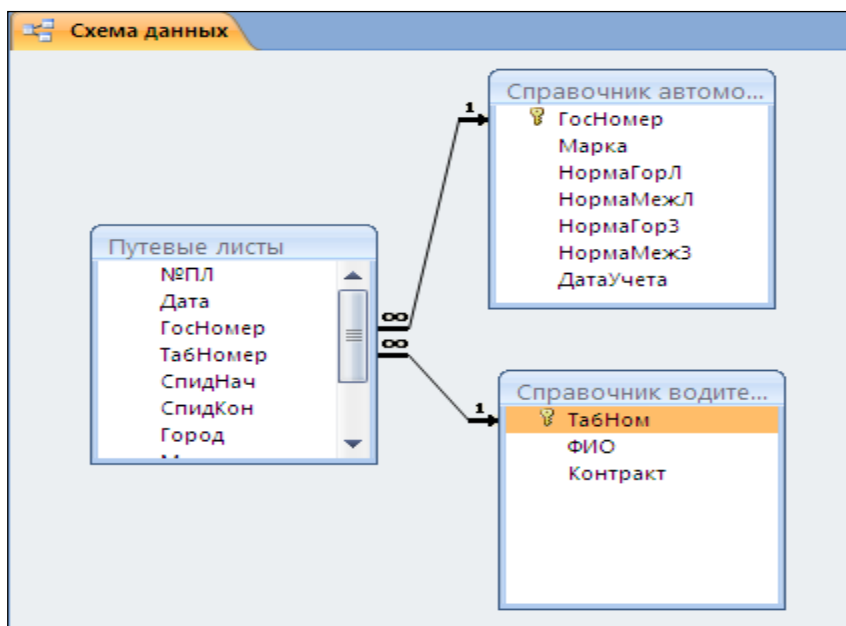 Схема данных
Справочник автомо...
1
ГосНомер
Марка
НормаГорЛ
НормаМежЛ
НормаГорЗ
НормаМежЗ
ДатаУчета
Путевые листы
№ПЛ
Дата
ГосНомер
ТабНомер
СпидНач
СпидКон
Город
∞
∞
Справочник водите...
1
ТабНом
ФИО
Контракт